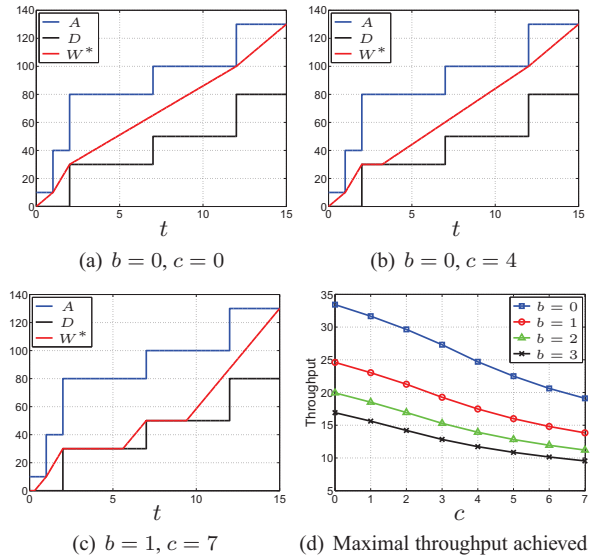 140
120
100
80
60
40
20
0
0 5 10 15
A
D
W*
t
(a) b = 0, c = 0
140
120
100
80
60
40
20
0
0 5 10 15
A
D
W*
t
(b) b = 0, c = 4
140
120
100
80
60
40
20
0
0 5 10 15
A
D
W*
t
(c) b = 1, c = 7
35
30
25
20
15
10
5
0 1 2 3 4 5 6 7
Throughput
b = 0
b = 1
b = 2
b = 3
c
(d) Maximal throughput achieved